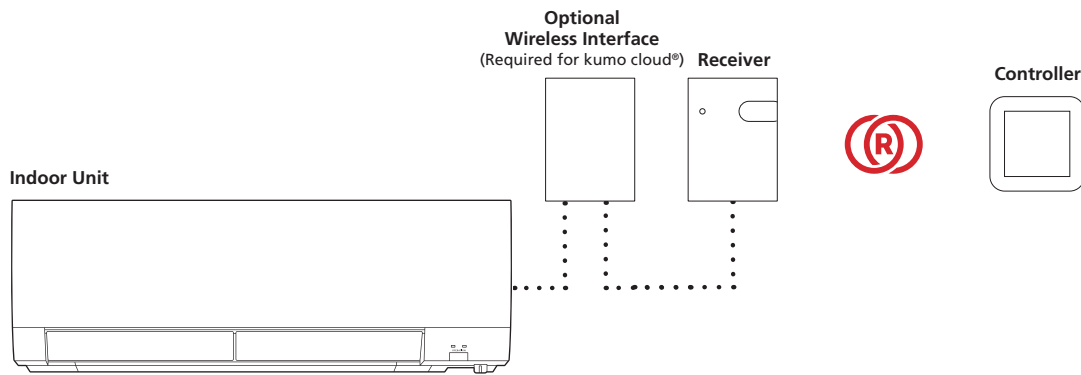 Optional
Wireless Interface
(Required for kumo cloud®)
Receiver
Controller
R
Indoor Unit